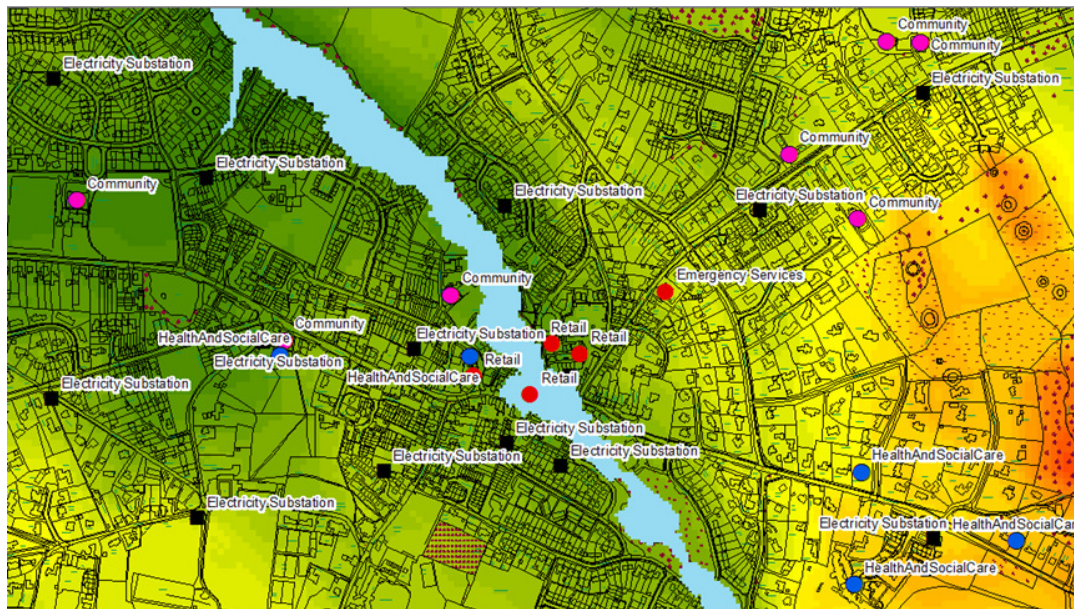 Community
Community
Electricity Substation
Electricity Substation
Community
Electricity Substation
Community
Electricity Substation
Electricity Substation
Community
Emergency Services
Community
Community
HealthAndSocialCare
Electricity Substation
Electricity Substation
Retail
Retail
Retail
HealthAndSocialCare
Retail
Electricity Substation
Electricity Substation
Electricity Substation
Electricity Substation
HealthAndSocialCare
Electricity Substation
Electricity Substation
HealthAndSocialCar
HealthAndSocialCare